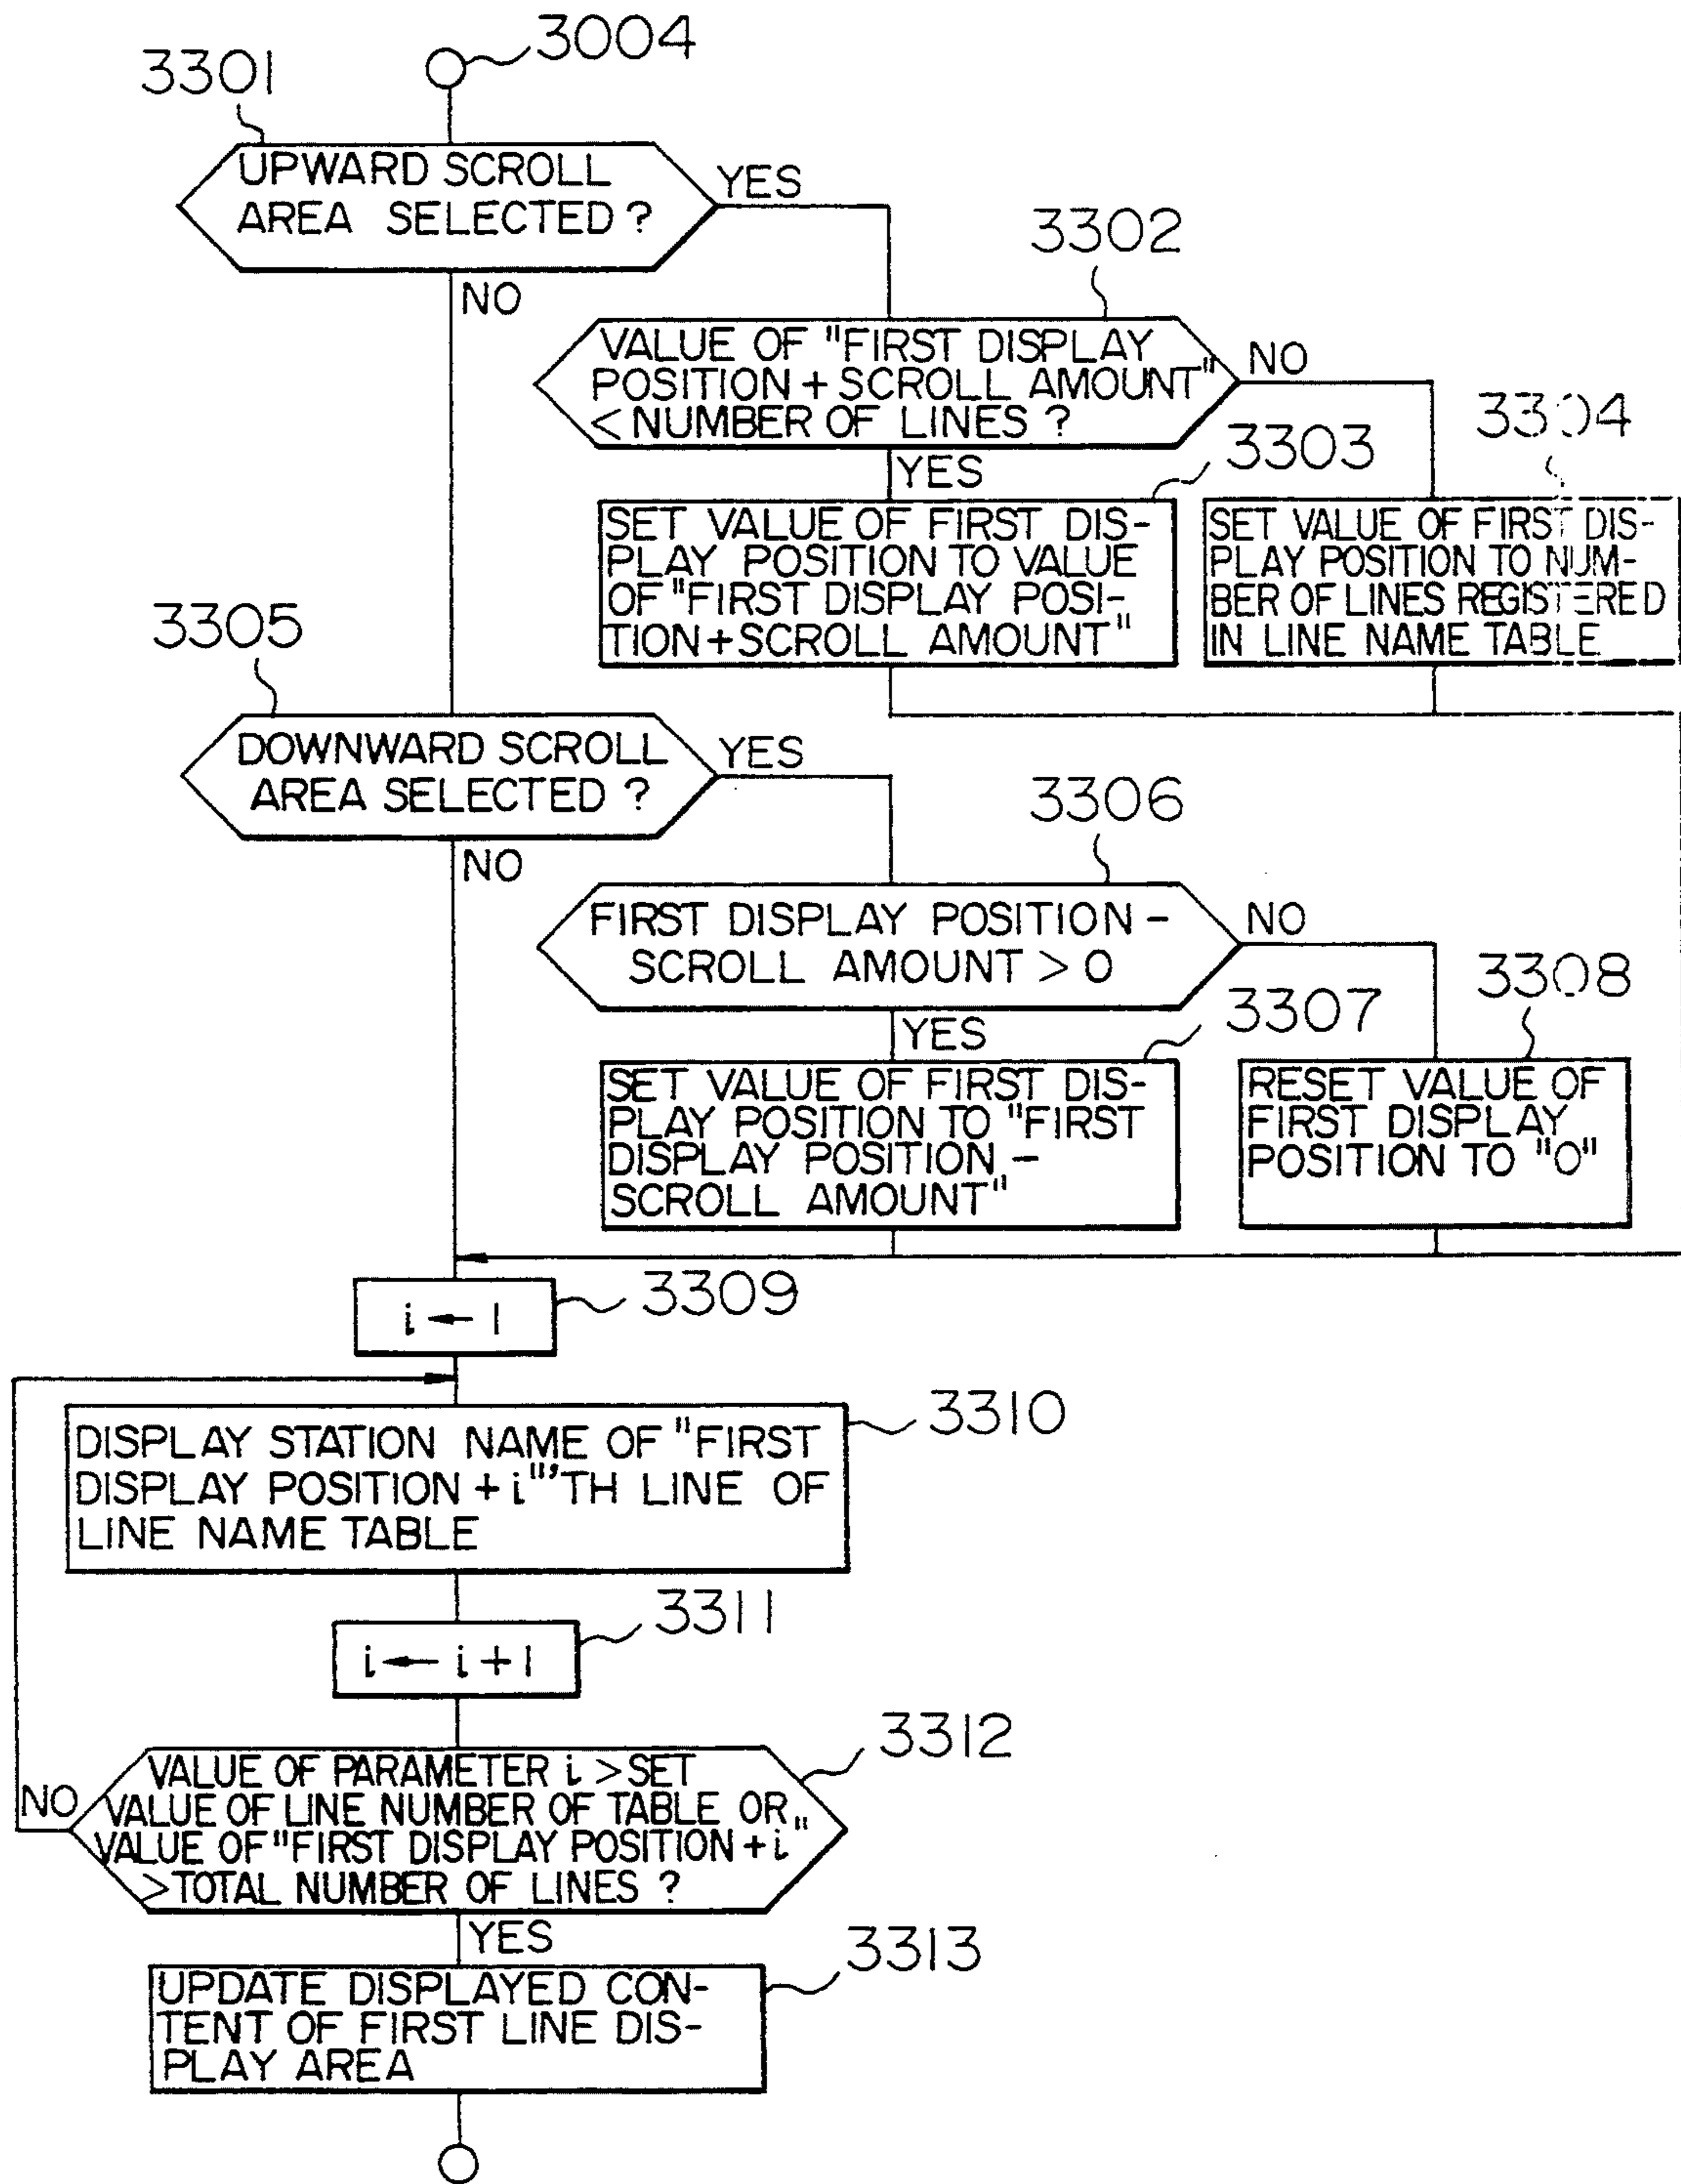 3004
3301
UPWARD SCROLL
AREA SELECTED ?
YES
NO
3302
VALUE OF "FIRST DISPLAY
POSITION + SCROLL AMOUNT"
< NUMBER OF LINES ?
NO
YES
3303
SET VALUE OF FIRST DIS-
PLAY POSITION TO VALUE
OF "FIRST DISPLAY POSI-
TION + SCROLL AMOUNT"
3304
SET VALUE OF FIRST DIS-
PLAY POSITION TO NUM-
BER OF LINES REGISTERED
IN LINE NAME TABLE
3305
DOWNWARD SCROLL
AREA SELECTED ?
YES
NO
3306
FIRST DISPLAY POSITION -
SCROLL AMOUNT > 0
NO
YES
3307
SET VALUE OF FIRST DIS-
PLAY POSITION TO "FIRST
DISPLAY POSITION -
SCROLL AMOUNT"
3308
RESET VALUE OF
FIRST DISPLAY
POSITION TO "0"
3309
i ← 1
3310
DISPLAY STATION NAME OF "FIRST
DISPLAY POSITION + i"'TH LINE OF
LINE NAME TABLE
3311
i ← i + 1
3312
VALUE OF PARAMETER i > SET
VALUE OF LINE NUMBER OF TABLE OR
VALUE OF "FIRST DISPLAY POSITION + i"
> TOTAL NUMBER OF LINES ?
NO
YES
3313
UPDATE DISPLAYED CON-
TENT OF FIRST LINE DIS-
PLAY AREA